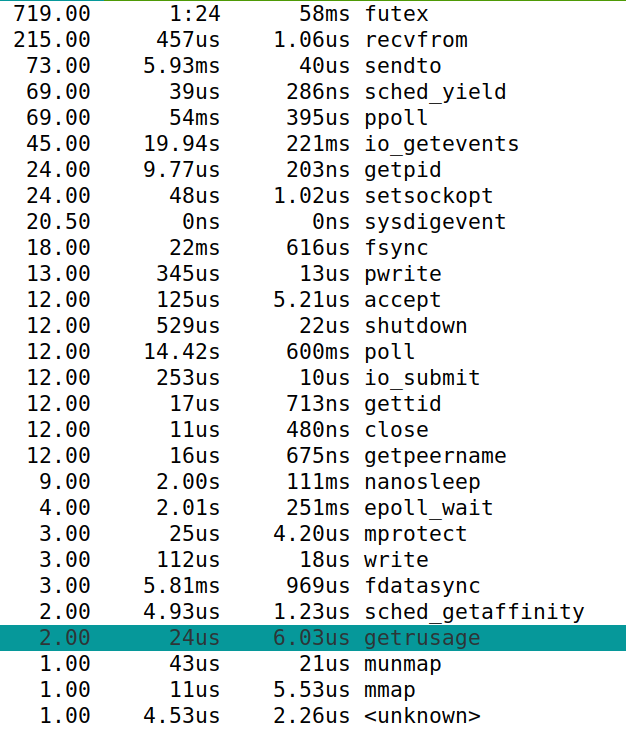 719.00 1:24 58ms futex
215.00 457us 1.06us recvfrom
73.00 5.93ms 40us sendto
69.00 39us 286ns sched_yield
69.00 54ms 395us ppoll
45.00 19.94s 221ms io_getevents
24.00 9.77us 203ns getpid
24.00 48us 1.02us setsockopt
20.50 0ns 0ns sysdigevent
18.00 22ms 616us fsync
13.00 345us 13us pwrite
12.00 125us 5.21us accept
12.00 529us 22us shutdown
12.00 14.42s 600ms poll
12.00 253us 10us io_submit
12.00 17us 713ns gettid
12.00 11us 480ns close
12.00 16us 675ns getpeername
9.00 2.00s 111ms nanosleep
4.00 2.01s 251ms epoll_wait
3.00 25us 4.20us mprotect
3.00 112us 18us write
3.00 5.81ms 969us fdatasync
2.00 4.93us 1.23us sched_getaffinity
2.00 24us 6.03us getrusage
1.00 43us 21us munmap
1.00 11us 5.53us mmap
1.00 4.53us 2.26us <unknown>